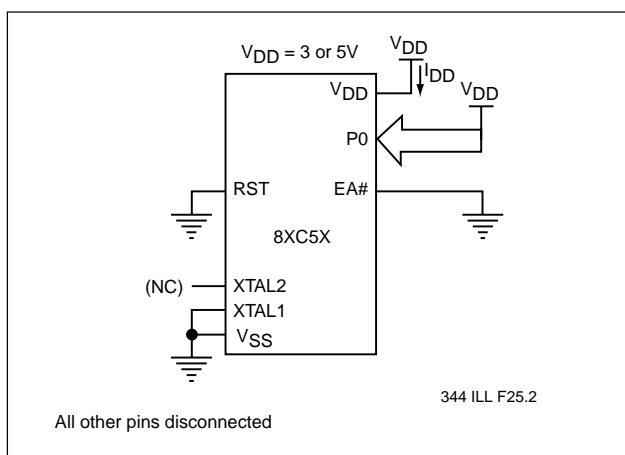 VDD = 3 or 5V
VDD
IDD
VDD
VDD
P0
RST
EA#
8XC5X
(NC)
XTAL2
XTAL1
VSS
344 ILL F25.2
All other pins disconnected